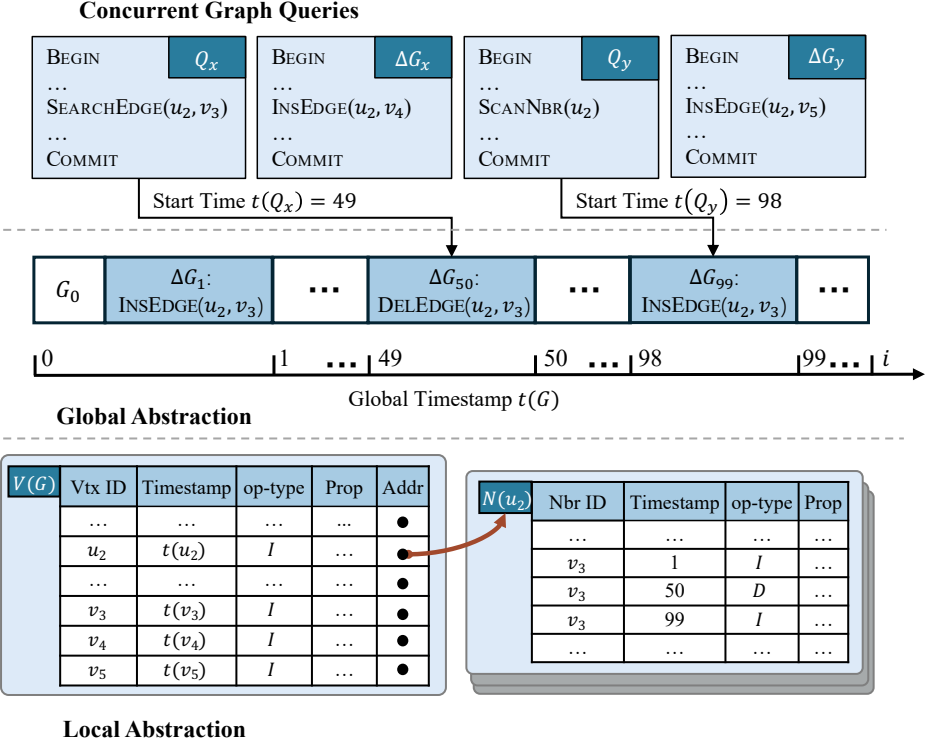 Concurrent Graph Queries
BEGIN
Qₓ
…
SEARCHEDGE(u₂, v₃)
…
COMMIT
BEGIN
ΔGₓ
…
INSEDGE(u₂, v₄)
…
COMMIT
BEGIN
Q_y
…
SCANNBR(u₂)
…
COMMIT
BEGIN
ΔG_y
…
INSEDGE(u₂, v₅)
…
COMMIT
Start Time t(Qₓ) = 49
Start Time t(Q_y) = 98
G₀
ΔG₁:
INSEDGE(u₂, v₃)
…
ΔG₅₀:
DELEDGE(u₂, v₃)
…
ΔG₉₉:
INSEDGE(u₂, v₃)
…
0 1 … 49 50 … 98 99 … i
Global Timestamp t(G)
Global Abstraction
V(G) Vtx ID Timestamp op-type Prop Addr
… … … … ●
u₂ t(u₂) I … ●
… … … … ●
v₃ t(v₃) I … ●
v₄ t(v₄) I … ●
v₅ t(v₅) I … ●
N(u₂) Nbr ID Timestamp op-type Prop
… … … …
v₃ 1 I …
v₃ 50 D …
v₃ 99 I …
… … … …
Local Abstraction